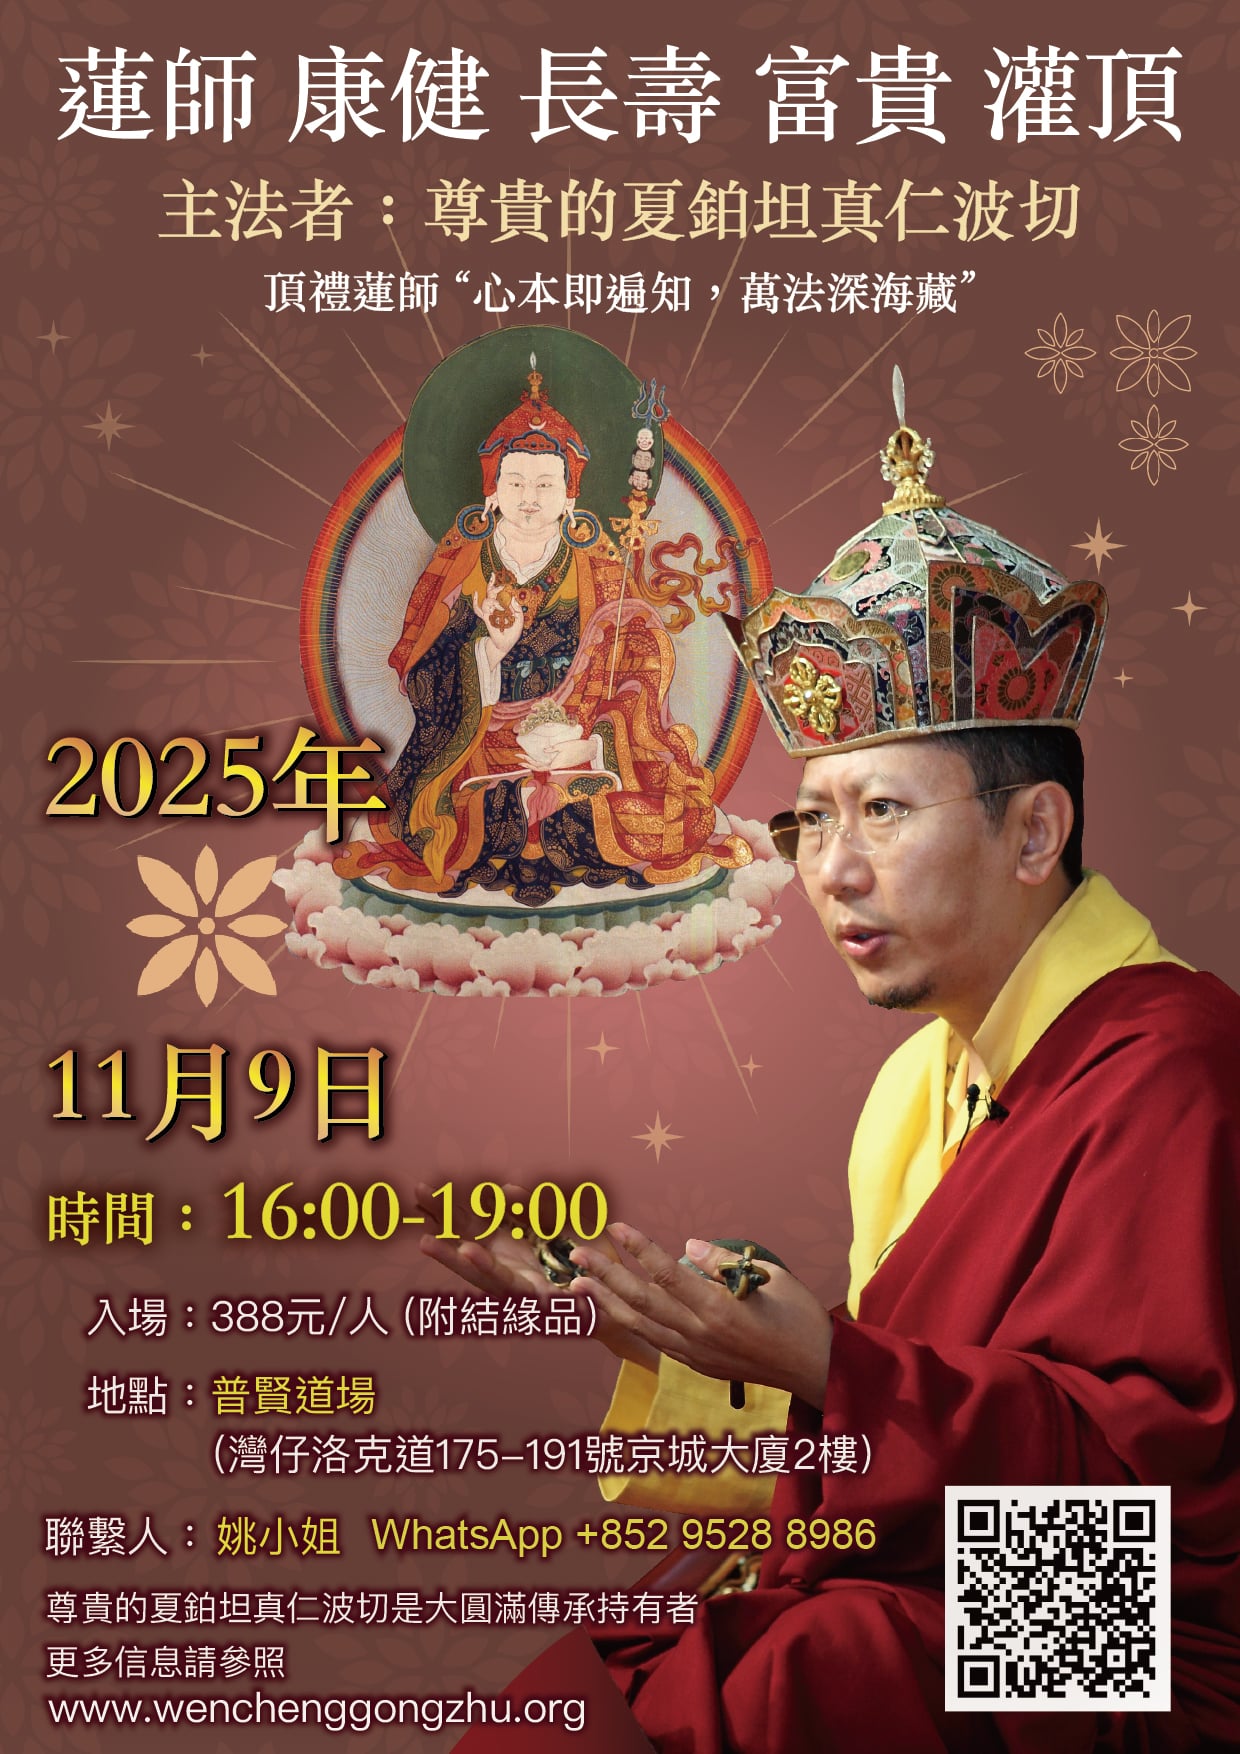 蓮師 康健 長壽 富貴 灌頂
主法者：尊貴的夏鉑坦真仁波切
頂禮蓮師“心本即遍知，萬法深海藏”
2025年
11月9日
時間：16:00-19:00
入場：388元/人 (附結緣品)
地點：普賢道場
(灣仔洛克道175-191號京城大廈2樓)
聯繫人：姚小姐 WhatsApp +852 9528 8986
尊貴的夏鉑坦真仁波切是大圓滿傳承持有者
更多信息請參照
www.wenchenggongzhu.org